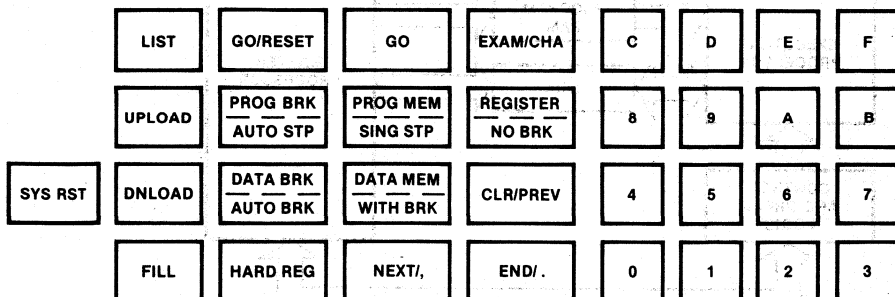 LIST GO/RESET GO EXAM/CHA C D E F
UPLOAD PROG BRK PROG MEM REGISTER 8 9 A B
AUTO STP SING STP NO BRK
SYS RST DNLOAD DATA BRK DATA MEM CLR/PREV 4 5 6 7
AUTO BRK WITH BRK
FILL HARD REG NEXT/, END/. 0 1 2 3